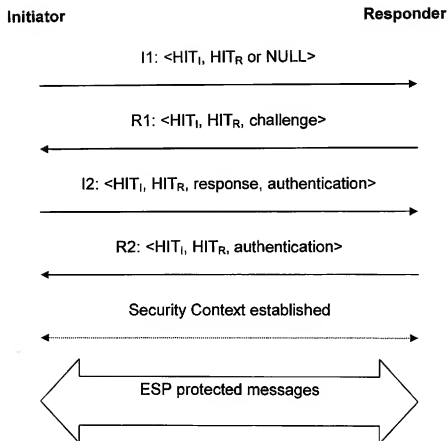 Initiator Responder
I1: <HITI, HITR or NULL>
R1: <HITI, HITR, challenge>
I2: <HITI, HITR, response, authentication>
R2: <HITI, HITR, authentication>
Security Context established
ESP protected messages